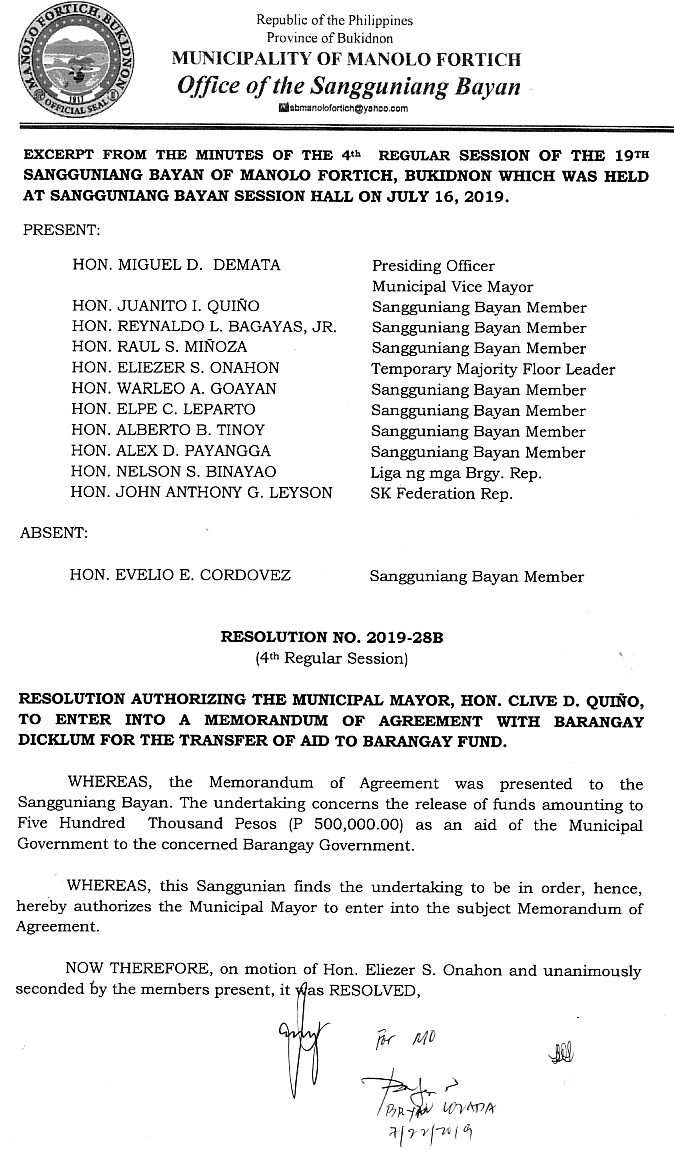 MANOLO FORTICH, BUKIDNON
1917
OFFICIAL SEAL
Republic of the Philippines
Province of Bukidnon
MUNICIPALITY OF MANOLO FORTICH
Office of the Sangguniang Bayan
sbmanolofortich@yahoo.com
EXCERPT FROM THE MINUTES OF THE 4th REGULAR SESSION OF THE 19TH
SANGGUNIANG BAYAN OF MANOLO FORTICH, BUKIDNON WHICH WAS HELD
AT SANGGUNIANG BAYAN SESSION HALL ON JULY 16, 2019.
PRESENT:
HON. MIGUEL D. DEMATA Presiding Officer
Municipal Vice Mayor
HON. JUANITO I. QUIÑO Sangguniang Bayan Member
HON. REYNALDO L. BAGAYAS, JR. Sangguniang Bayan Member
HON. RAUL S. MIÑOZA Sangguniang Bayan Member
HON. ELIEZER S. ONAHON Temporary Majority Floor Leader
HON. WARLEO A. GOAYAN Sangguniang Bayan Member
HON. ELPE C. LEPARTO Sangguniang Bayan Member
HON. ALBERTO B. TINOY Sangguniang Bayan Member
HON. ALEX D. PAYANGGA Sangguniang Bayan Member
HON. NELSON S. BINAYAO Liga ng mga Brgy. Rep.
HON. JOHN ANTHONY G. LEYSON SK Federation Rep.
ABSENT:
HON. EVELIO E. CORDOVEZ Sangguniang Bayan Member
RESOLUTION NO. 2019-28B
(4th Regular Session)
RESOLUTION AUTHORIZING THE MUNICIPAL MAYOR, HON. CLIVE D. QUIÑO,
TO ENTER INTO A MEMORANDUM OF AGREEMENT WITH BARANGAY
DICKLUM FOR THE TRANSFER OF AID TO BARANGAY FUND.
WHEREAS, the Memorandum of Agreement was presented to the
Sangguniang Bayan. The undertaking concerns the release of funds amounting to
Five Hundred Thousand Pesos (P 500,000.00) as an aid of the Municipal
Government to the concerned Barangay Government.
WHEREAS, this Sanggunian finds the undertaking to be in order, hence,
hereby authorizes the Municipal Mayor to enter into the subject Memorandum of
Agreement.
NOW THEREFORE, on motion of Hon. Eliezer S. Onahon and unanimously
seconded by the members present, it was RESOLVED,
For MO
BRYAN LOZADA
7/22/2019